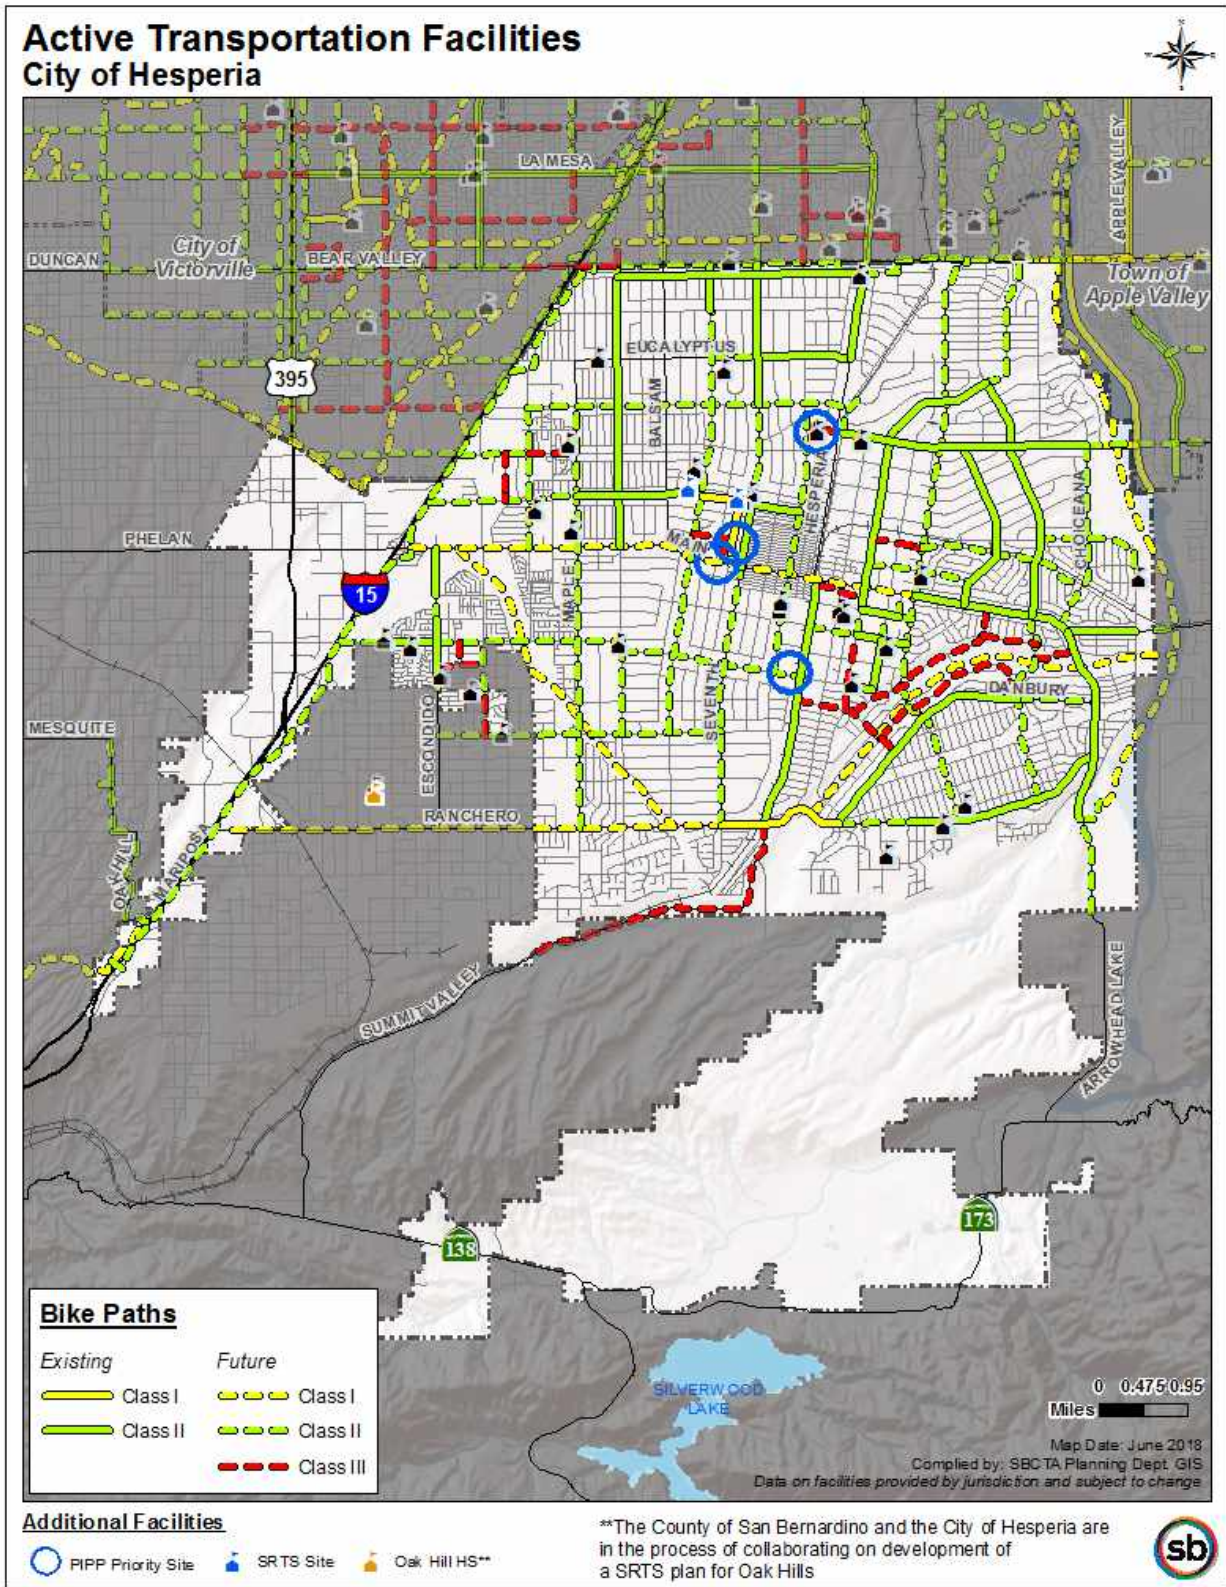 Active Transportation Facilities
City of Hesperia
LA MESA
APPLE VALLEY
City of
Victorville
DUNCAN
BEAR VALLEY
Town of
Apple Valley
EUCALYPTUS
395
BALSAM
HESPERIA
CHOICEANA
PHELAN
MAIN
15
MAPLE
DANBURY
SEVENTH
MESQUITE
ESCONDIDO
RANCHERO
OAK HILL
MARIPOSA
SUMMIT VALLEY
ARROWHEAD LAKE
173
138
Bike Paths
Existing Future
Class I Class I
Class II Class II
Class III
SILVERWOOD
LAKE
0 0.475 0.95
Miles
Map Date: June 2018
Complied by: SBCTA Planning Dept. GIS
Data on facilities provided by jurisdiction and subject to change
Additional Facilities
PIPP Priority Site SRTS Site Oak Hill HS**
**The County of San Bernardino and the City of Hesperia are
in the process of collaborating on development of
a SRTS plan for Oak Hills
sb